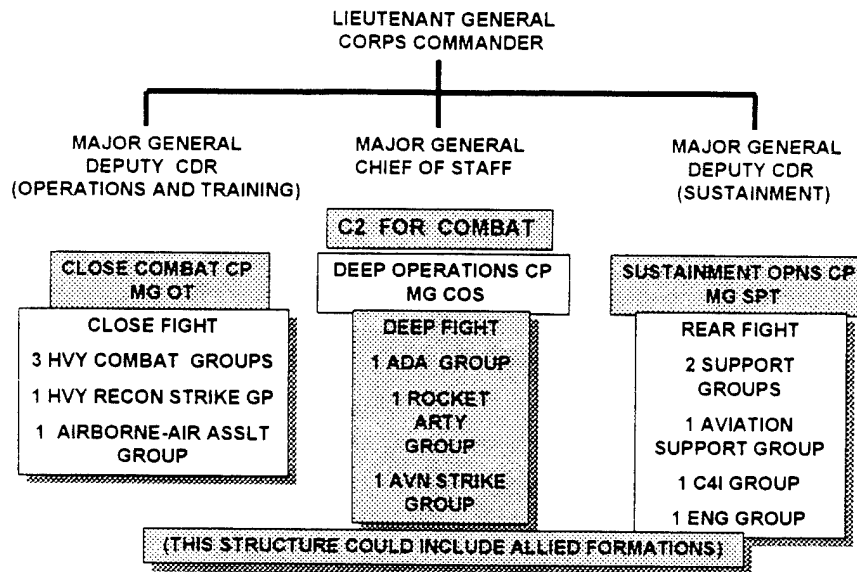 LIEUTENANT GENERAL
CORPS COMMANDER
MAJOR GENERAL
DEPUTY CDR
(OPERATIONS AND TRAINING)
MAJOR GENERAL
CHIEF OF STAFF
MAJOR GENERAL
DEPUTY CDR
(SUSTAINMENT)
C2 FOR COMBAT
CLOSE COMBAT CP
MG OT
CLOSE FIGHT
3 HVY COMBAT GROUPS
1 HVY RECON STRIKE GP
1 AIRBORNE-AIR ASSLT
GROUP
DEEP OPERATIONS CP
MG COS
DEEP FIGHT
1 ADA GROUP
1 ROCKET
ARTY
GROUP
1 AVN STRIKE
GROUP
SUSTAINMENT OPNS CP
MG SPT
REAR FIGHT
2 SUPPORT
GROUPS
1 AVIATION
SUPPORT GROUP
1 C4I GROUP
1 ENG GROUP
(THIS STRUCTURE COULD INCLUDE ALLIED FORMATIONS)